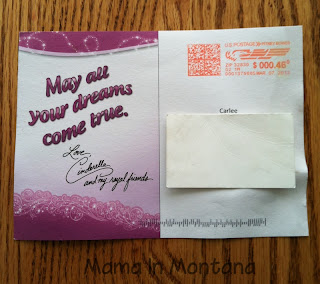 May all
your dreams
come true.
Love,
Cinderella
and my royal friends
U.S. POSTAGE
$ 000.46
Carlee
Mama in Montana